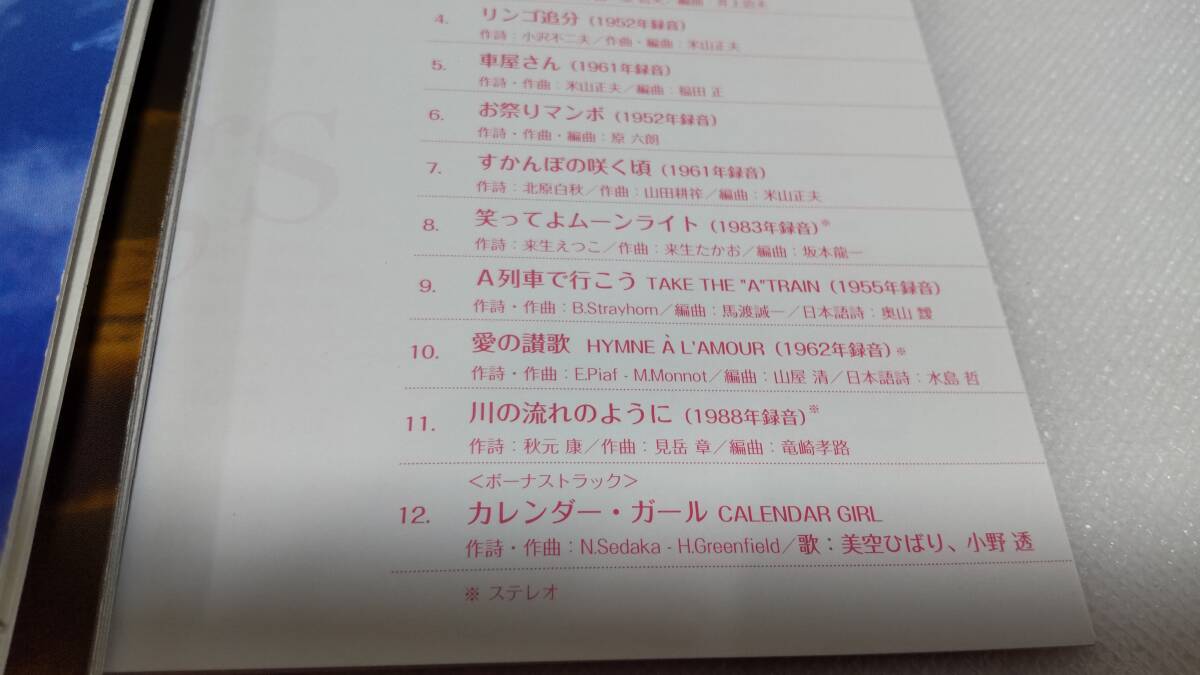 4. リンゴ追分 (1952年録音)
作詩：小沢不二夫／作曲・編曲：米山正夫
5. 車屋さん (1961年録音)
作詩・作曲：米山正夫／編曲：福田 正
6. お祭りマンボ (1952年録音)
作詩・作曲・編曲：原 六朗
7. すかんぽの咲く頃 (1961年録音)
作詩：北原白秋／作曲：山田耕筰／編曲：米山正夫
8. 笑ってよムーンライト (1983年録音)※
作詩：来生えつこ／作曲：来生たかお／編曲：坂本龍一
9. A列車で行こう TAKE THE "A"TRAIN (1955年録音)
作詩・作曲：B.Strayhorn／編曲：馬渡誠一／日本語詩：奥山 靉
10. 愛の讃歌 HYMNE À L'AMOUR (1962年録音)※
作詩・作曲：E.Piaf - M.Monnot／編曲：山屋 清／日本語詩：水島 哲
11. 川の流れのように (1988年録音)※
作詩：秋元 康／作曲：見岳 章／編曲：竜崎孝路
＜ボーナストラック＞
12. カレンダー・ガール CALENDAR GIRL
作詩・作曲：N.Sedaka - H.Greenfield／歌：美空ひばり、小野 透
※ ステレオ